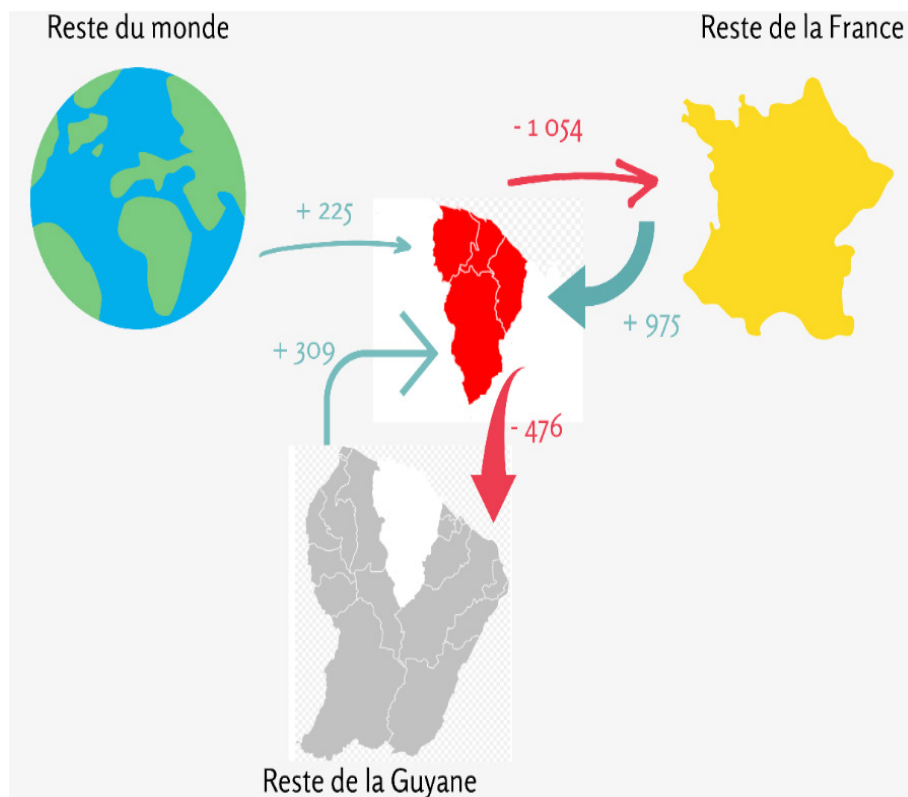 Reste du monde
Reste de la France
- 1 054
+ 225
+ 975
+ 309
- 476
Reste de la Guyane